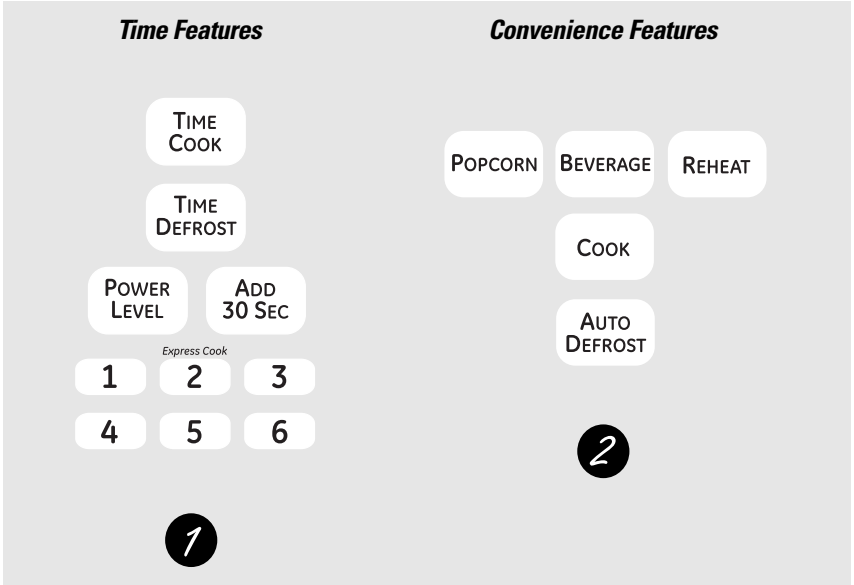 Time Features
TIME
COOK
TIME
DEFROST
POWER
LEVEL
ADD
30 SEC
Express Cook
1 2 3
4 5 6
1
Convenience Features
POPCORN BEVERAGE REHEAT
COOK
AUTO
DEFROST
2